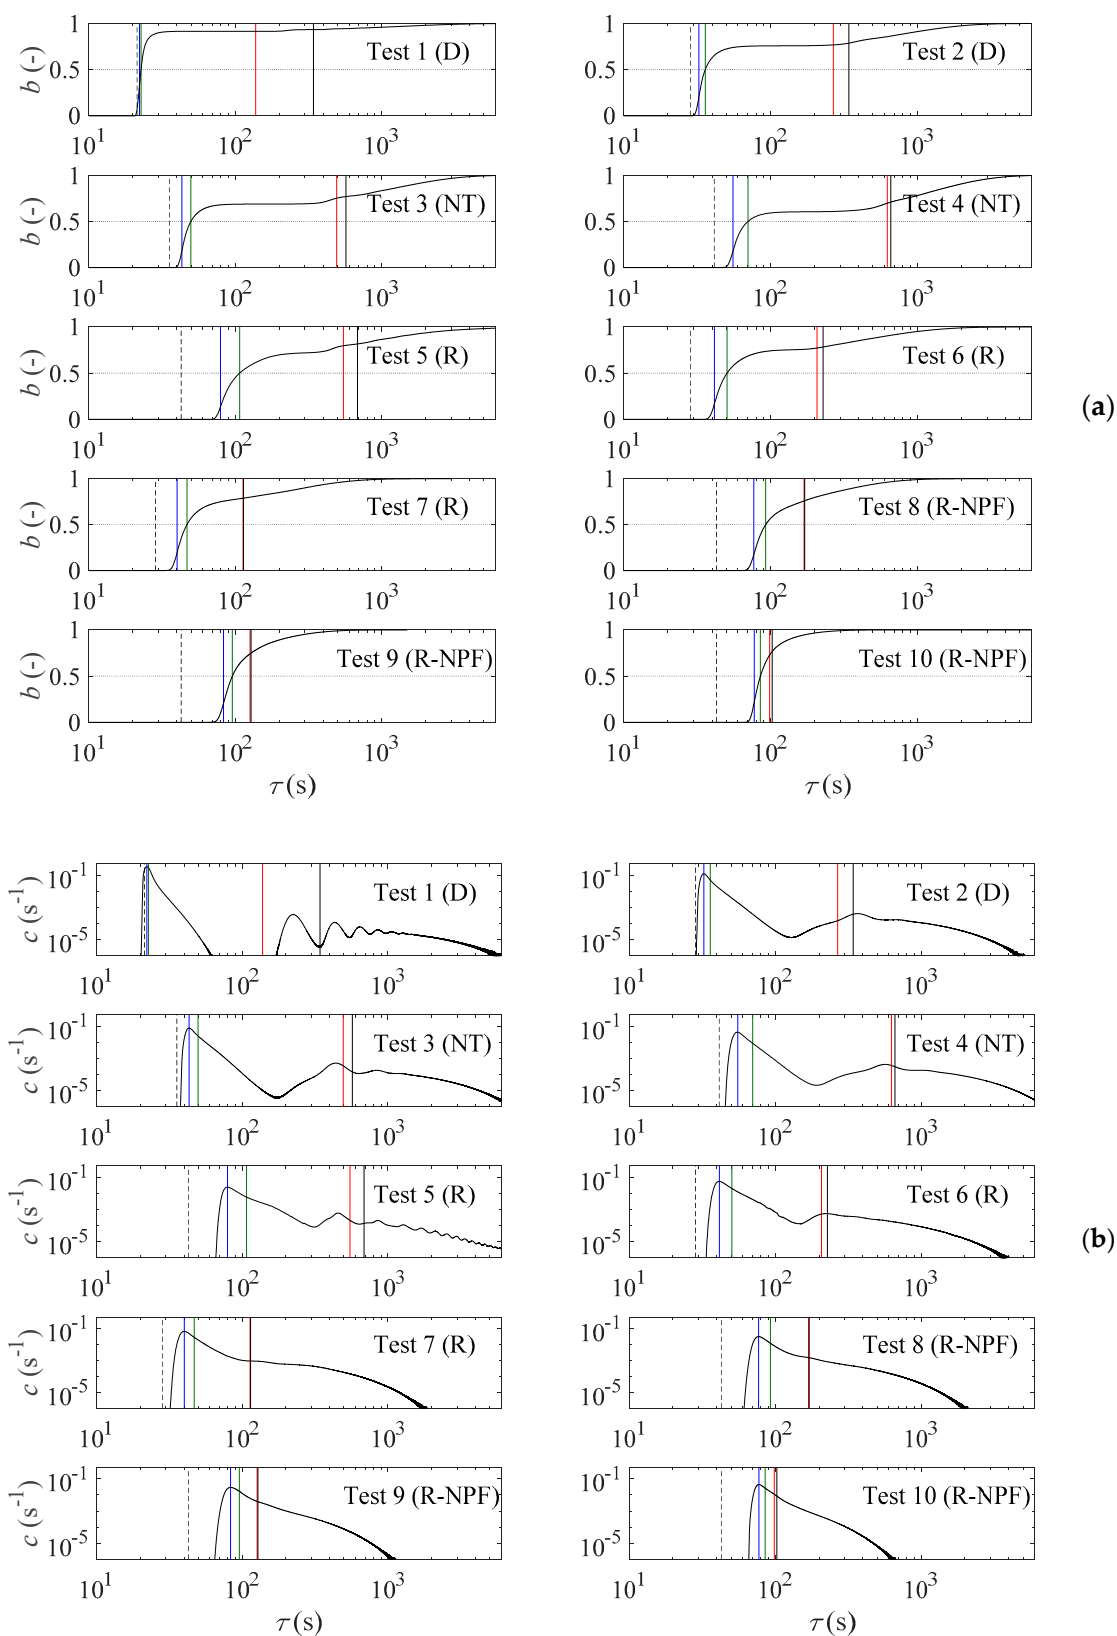 1
0.5
0
b (-)
Test 1 (D)
10^1 10^2 10^3
1
0.5
0
Test 2 (D)
10^1 10^2 10^3
1
0.5
0
b (-)
Test 3 (NT)
10^1 10^2 10^3
1
0.5
0
Test 4 (NT)
10^1 10^2 10^3
1
0.5
0
b (-)
Test 5 (R)
10^1 10^2 10^3
1
0.5
0
Test 6 (R)
10^1 10^2 10^3
(a)
1
0.5
0
b (-)
Test 7 (R)
10^1 10^2 10^3
1
0.5
0
Test 8 (R-NPF)
10^1 10^2 10^3
1
0.5
0
b (-)
Test 9 (R-NPF)
10^1 10^2 10^3
τ (s)
1
0.5
0
Test 10 (R-NPF)
10^1 10^2 10^3
τ (s)
10^-1
10^-5
c (s^-1)
Test 1 (D)
10^1 10^2 10^3
10^-1
10^-5
Test 2 (D)
10^1 10^2 10^3
10^-1
10^-5
c (s^-1)
Test 3 (NT)
10^1 10^2 10^3
10^-1
10^-5
Test 4 (NT)
10^1 10^2 10^3
10^-1
10^-5
c (s^-1)
Test 5 (R)
10^1 10^2 10^3
10^-1
10^-5
Test 6 (R)
10^1 10^2 10^3
(b)
10^-1
10^-5
c (s^-1)
Test 7 (R)
10^1 10^2 10^3
10^-1
10^-5
Test 8 (R-NPF)
10^1 10^2 10^3
10^-1
10^-5
c (s^-1)
Test 9 (R-NPF)
10^1 10^2 10^3
τ (s)
10^-1
10^-5
Test 10 (R-NPF)
10^1 10^2 10^3
τ (s)